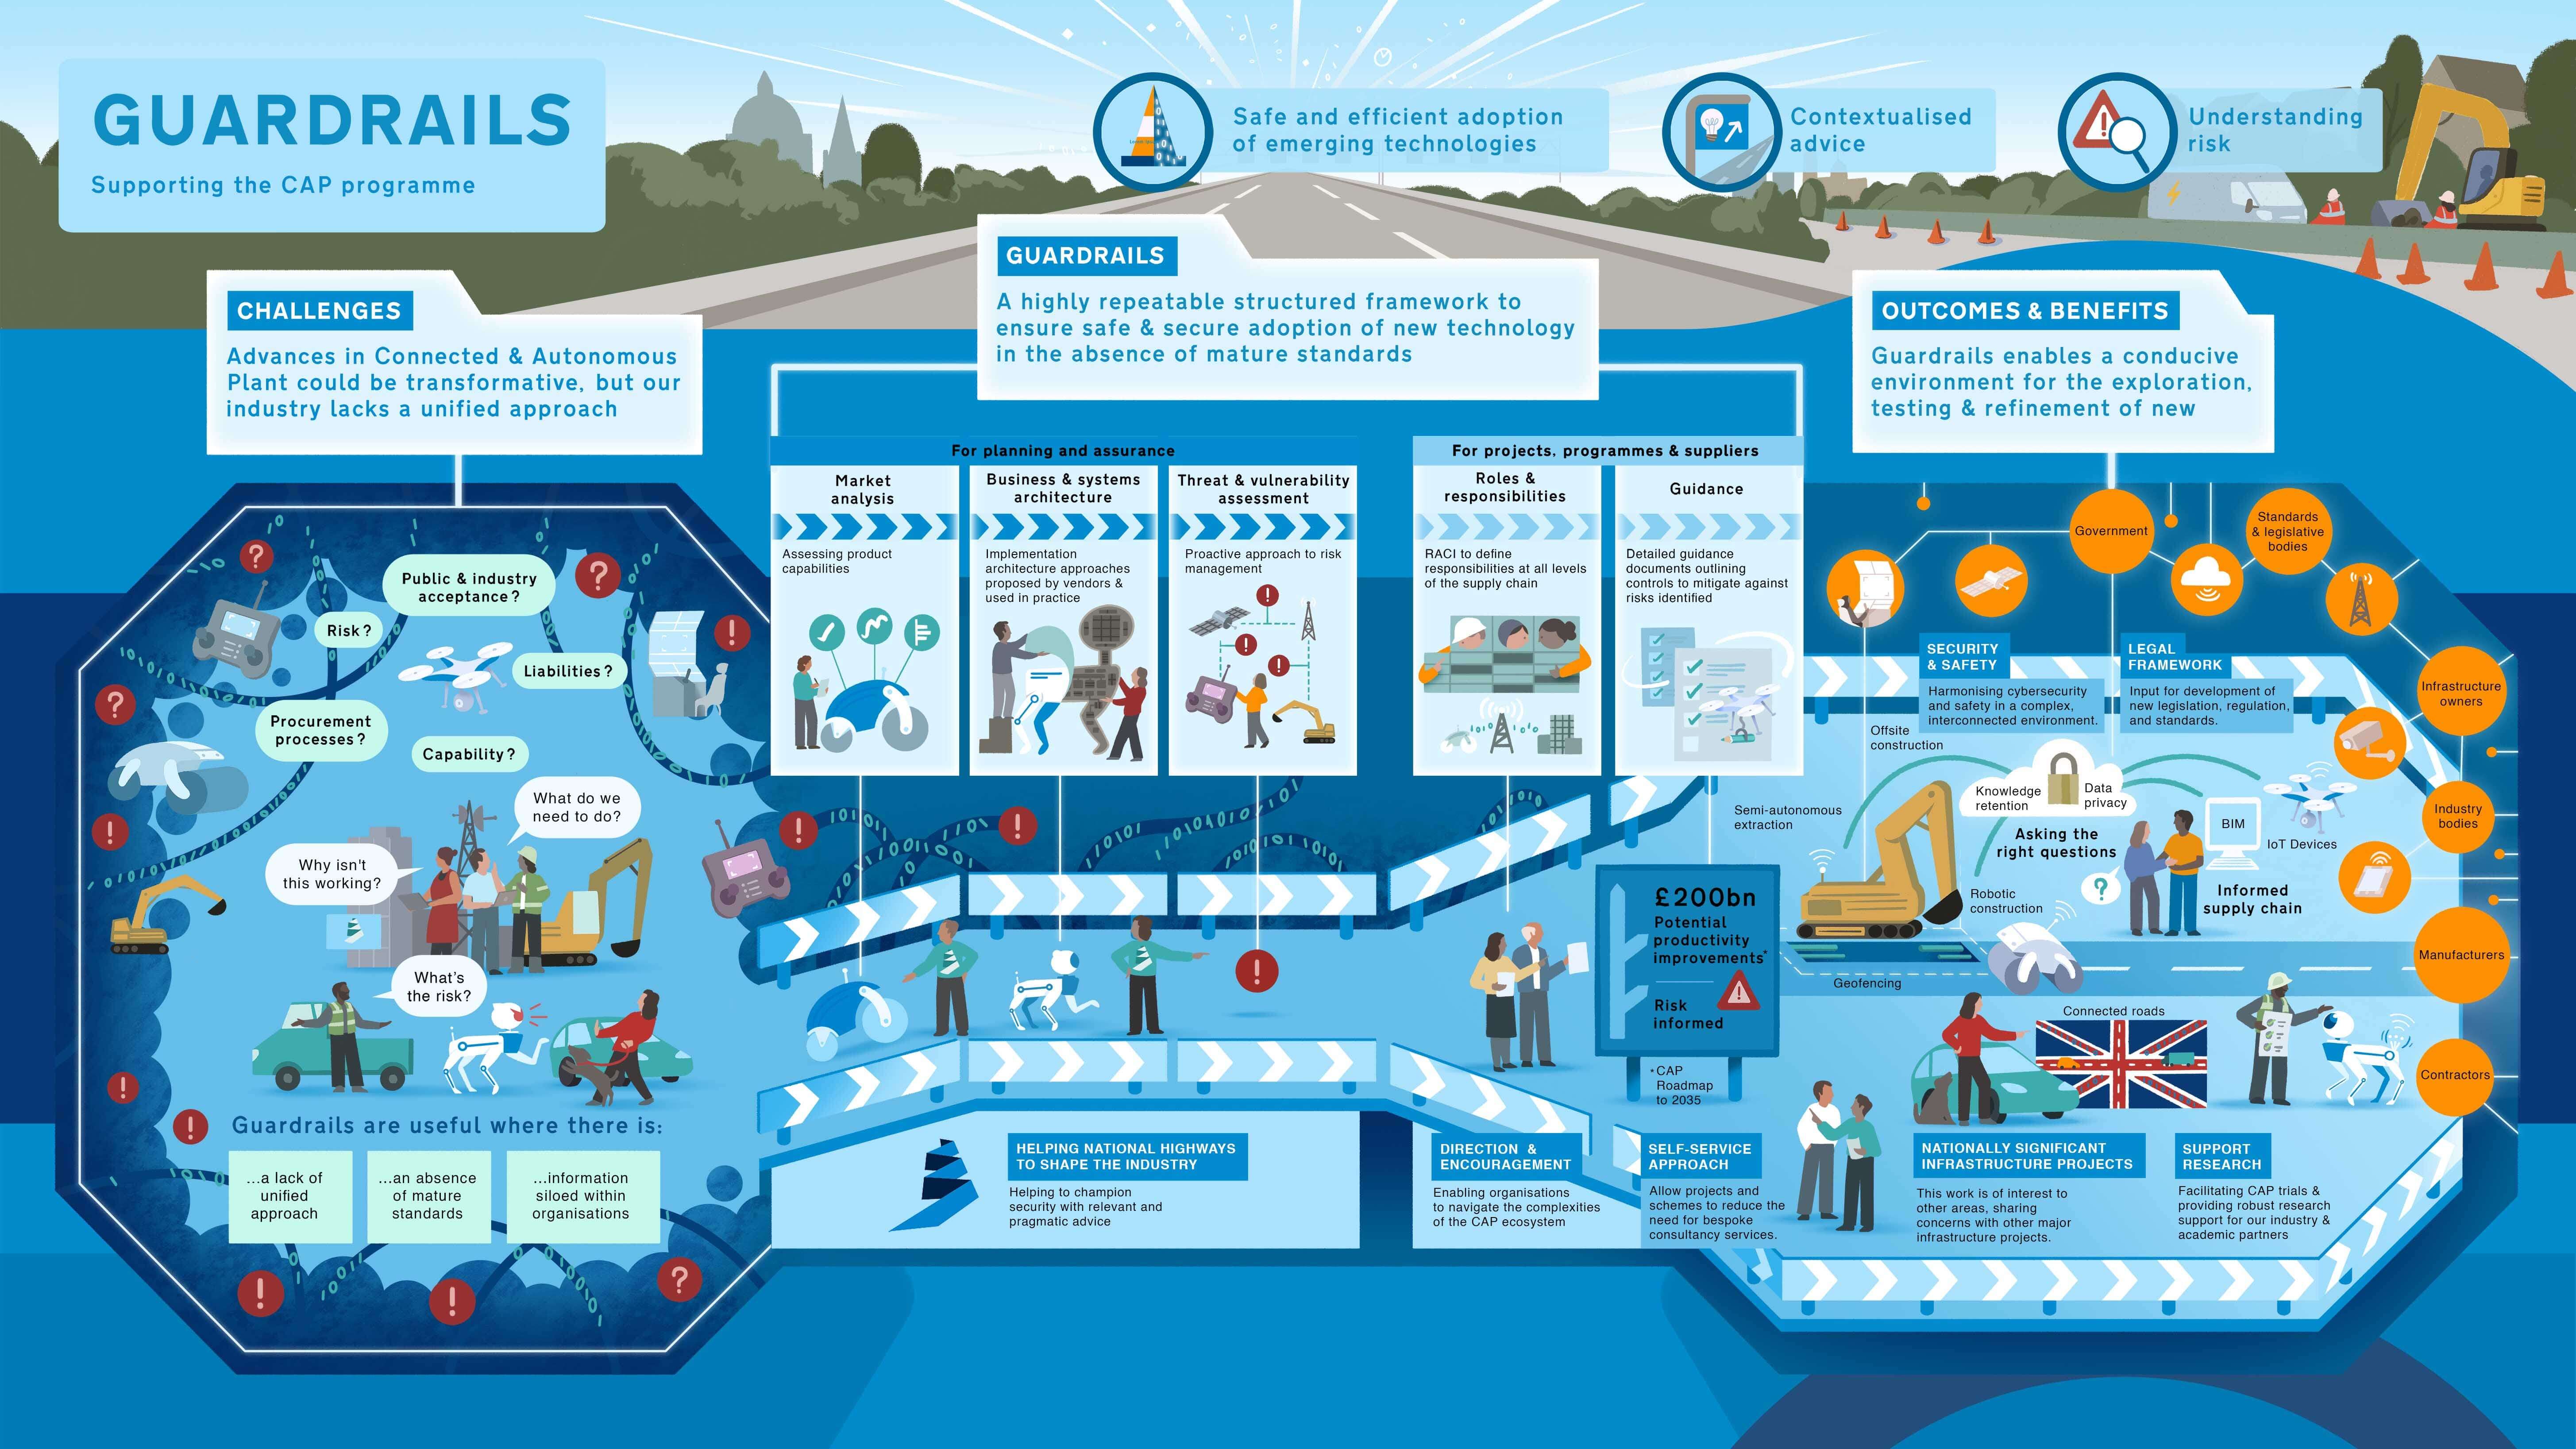 GUARDRAILS
Supporting the CAP programme
Safe and efficient adoption
of emerging technologies
Contextualised
advice
Understanding
risk
CHALLENGES
Advances in Connected & Autonomous
Plant could be transformative, but our
industry lacks a unified approach
GUARDRAILS
A highly repeatable structured framework to
ensure safe & secure adoption of new technology
in the absence of mature standards
OUTCOMES & BENEFITS
Guardrails enables a conducive
environment for the exploration,
testing & refinement of new
Public & industry
acceptance?
Risk?
Liabilities?
Procurement
processes?
Capability?
What do we
need to do?
Why isn't
this working?
What's
the risk?
Guardrails are useful where there is:
...a lack of
unified
approach
...an absence
of mature
standards
...information
siloed within
organisations
For planning and assurance
Market
analysis
Assessing product
capabilities
Business & systems
architecture
Implementation
architecture approaches
proposed by vendors &
used in practice
Threat & vulnerability
assessment
Proactive approach to risk
management
For projects, programmes & suppliers
Roles &
responsibilities
RACI to define
responsibilities at all levels
of the supply chain
Guidance
Detailed guidance
documents outlining
controls to mitigate against
risks identified
£200bn
Potential
productivity
improvements*
Risk
informed
*CAP
Roadmap
to 2035
HELPING NATIONAL HIGHWAYS
TO SHAPE THE INDUSTRY
Helping to champion
security with relevant and
pragmatic advice
DIRECTION &
ENCOURAGEMENT
Enabling organisations
to navigate the complexities
of the CAP ecosystem
SELF-SERVICE
APPROACH
Allow projects and
schemes to reduce the
need for bespoke
consultancy services.
Government
Standards
& legislative
bodies
Infrastructure
owners
Industry
bodies
Manufacturers
Contractors
SECURITY
& SAFETY
Harmonising cybersecurity
and safety in a complex,
interconnected environment.
LEGAL
FRAMEWORK
Input for development of
new legislation, regulation,
and standards.
Offsite
construction
Semi-autonomous
extraction
Knowledge
retention
Data
privacy
Asking the
right questions
BIM
IoT Devices
Informed
supply chain
Robotic
construction
Geofencing
Connected roads
NATIONALLY SIGNIFICANT
INFRASTRUCTURE PROJECTS
This work is of interest to
other areas, sharing
concerns with other major
infrastructure projects.
SUPPORT
RESEARCH
Facilitating CAP trials &
providing robust research
support for our industry &
academic partners